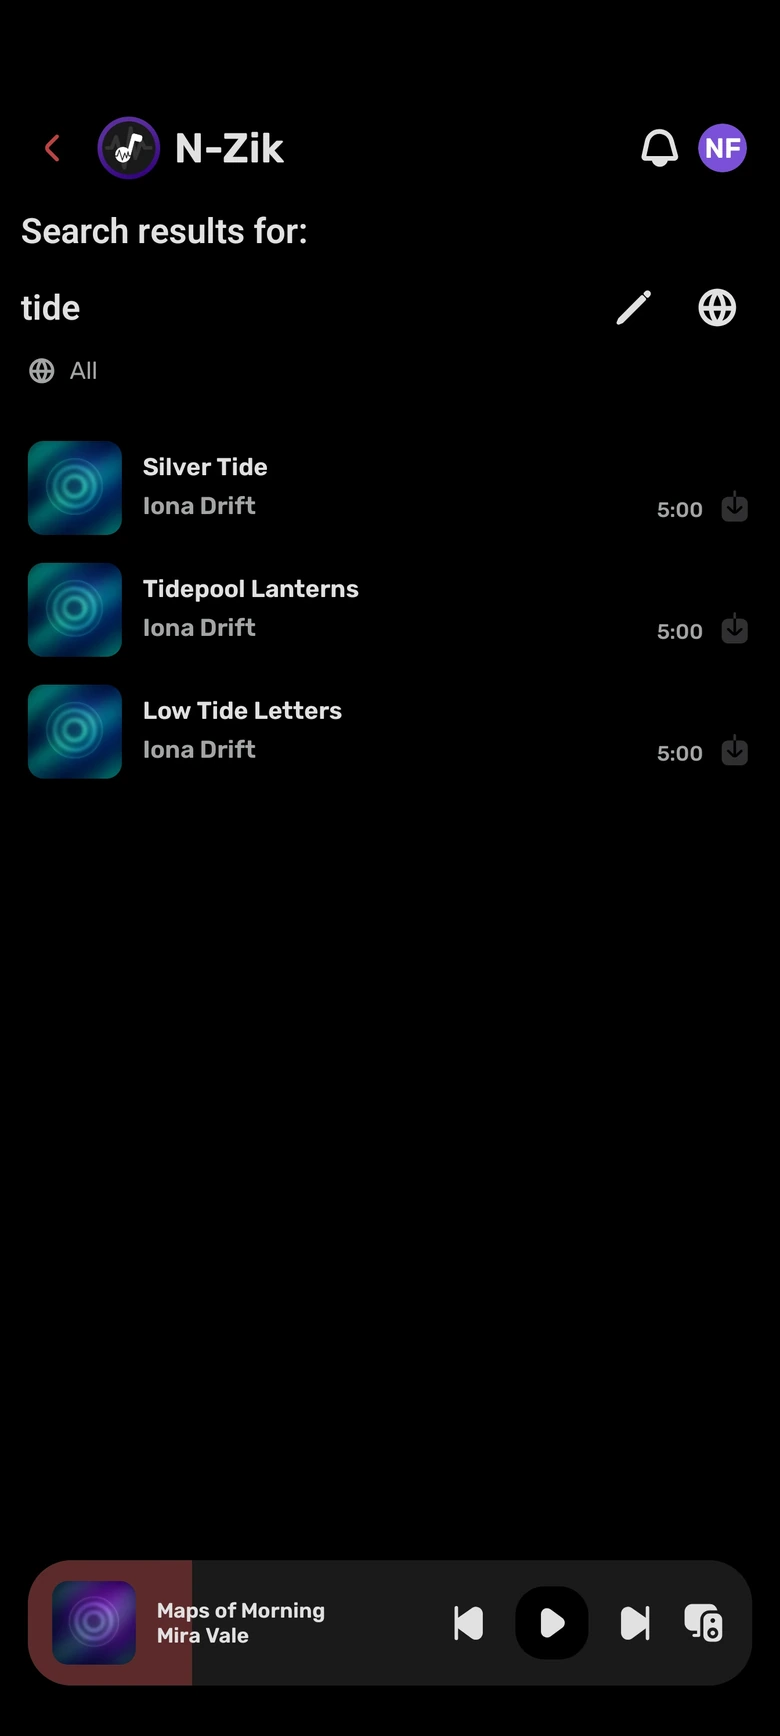 N-Zik
NF
Search results for:
tide
All
Silver Tide
Iona Drift
5:00
Tidepool Lanterns
Iona Drift
5:00
Low Tide Letters
Iona Drift
5:00
Maps of Morning
Mira Vale